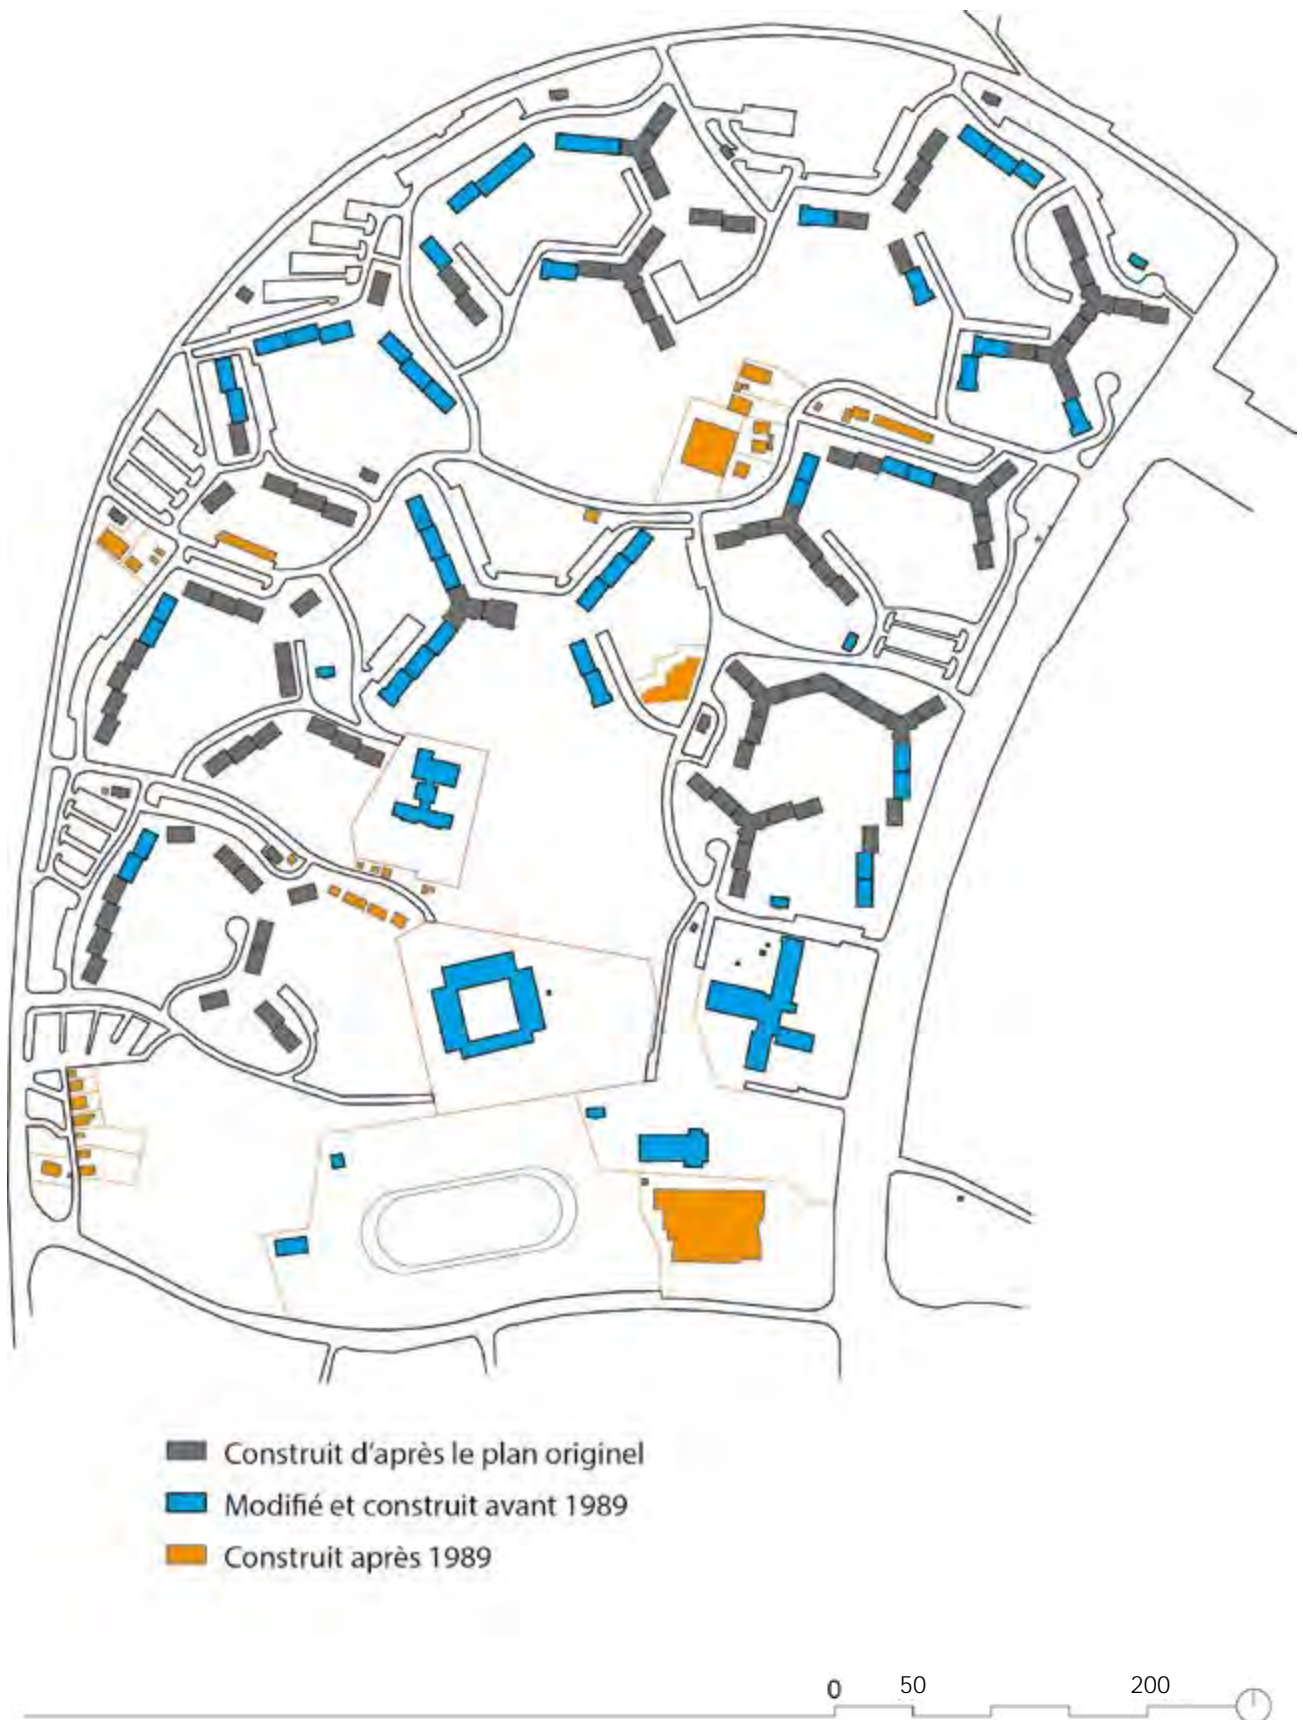 Construit d'après le plan originel
Modifié et construit avant 1989
Construit après 1989
0 50 200